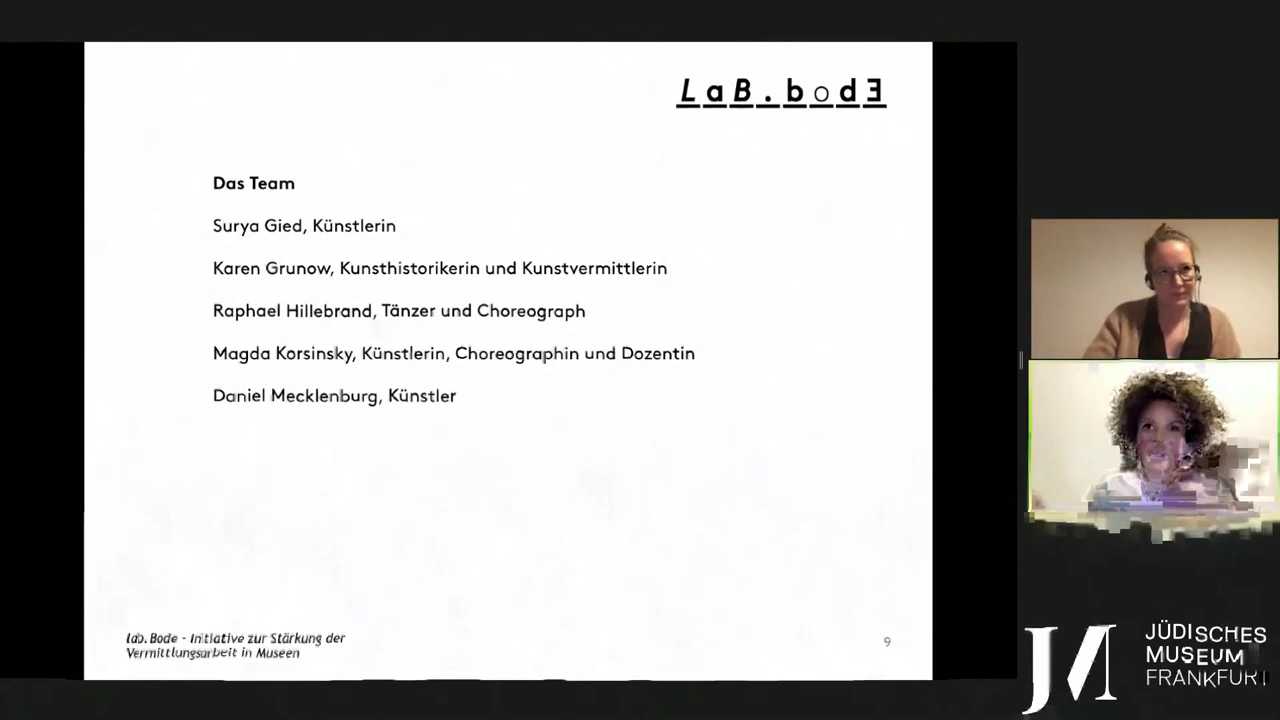 LaB.bodE
Das Team
Surya Gied, Künstlerin
Karen Grunow, Kunsthistorikerin und Kunstvermittlerin
Raphael Hillebrand, Tänzer und Choreograph
Magda Korsinsky, Künstlerin, Choreographin und Dozentin
Daniel Mecklenburg, Künstler
lab.Bode - Initiative zur Stärkung der
Vermittlungsarbeit in Museen
9
JM
JÜDISCHES
MUSEUM
FRANKFURT